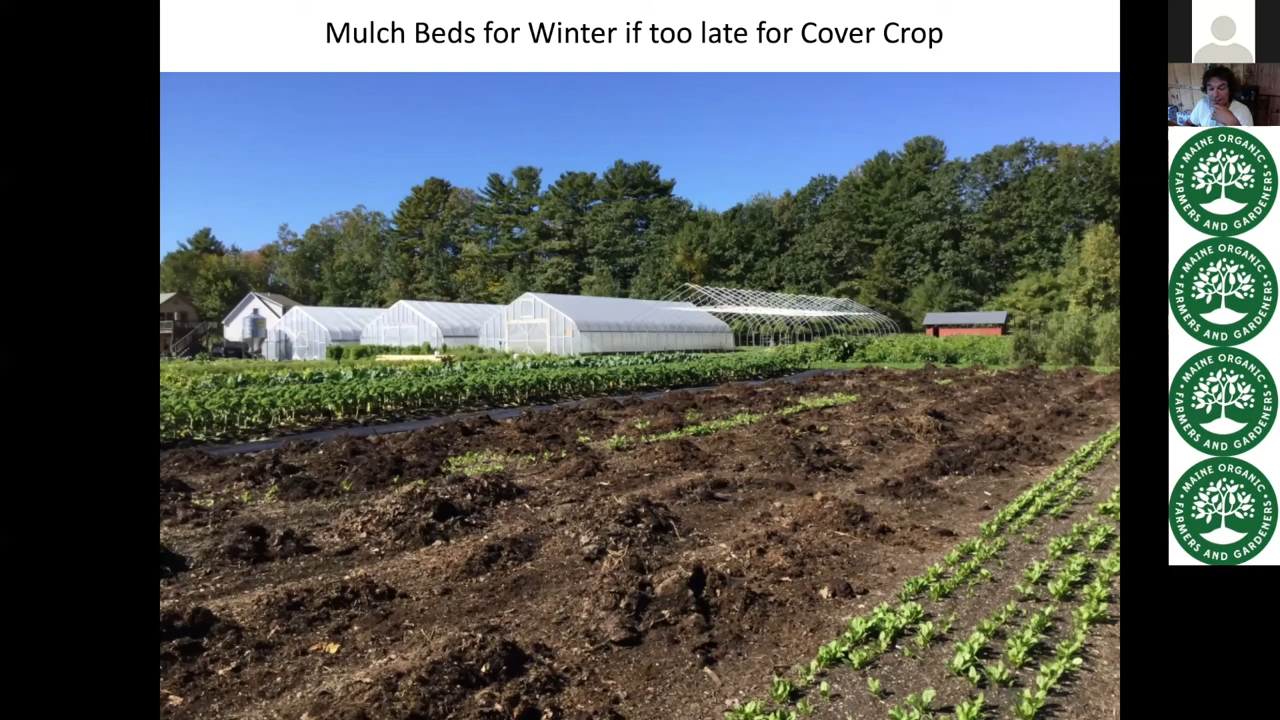 Mulch Beds for Winter if too late for Cover Crop
MAINE ORGANIC
FARMERS AND GARDENERS
MAINE ORGANIC
FARMERS AND GARDENERS
MAINE ORGANIC
FARMERS AND GARDENERS
MAINE ORGANIC
FARMERS AND GARDENERS